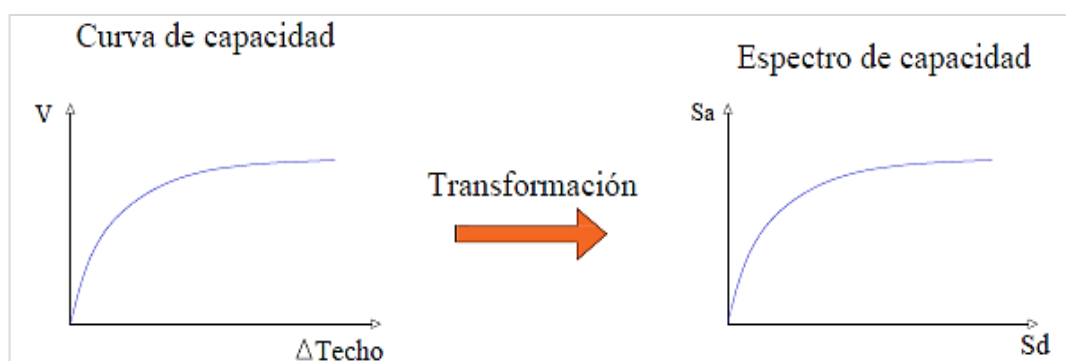 Curva de capacidad
Espectro de capacidad
V
Sa
Transformación
ΔTecho
Sd